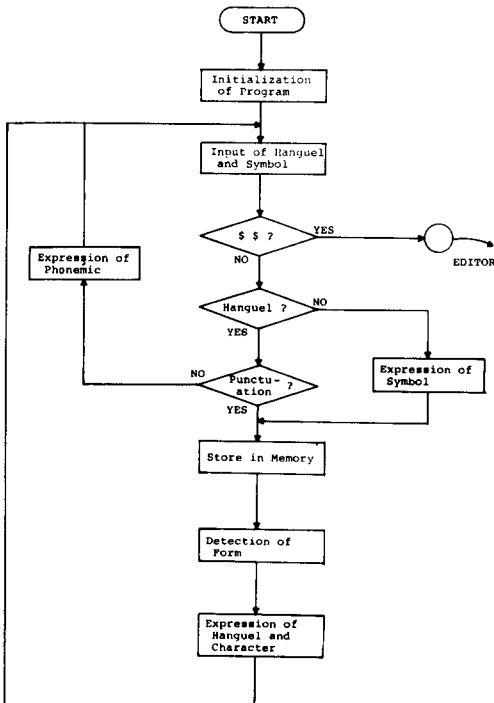 START
Initialization
of Program
Input of Hanguel
and Symbol
$ $ ?
YES
EDITOR
NO
Expression of
Phonemic
Hanguel ?
NO
YES
NO
Punctu-
ation ?
YES
Expression of
Symbol
Store in Memory
Detection of
Form
Expression of
Hanguel and
Character